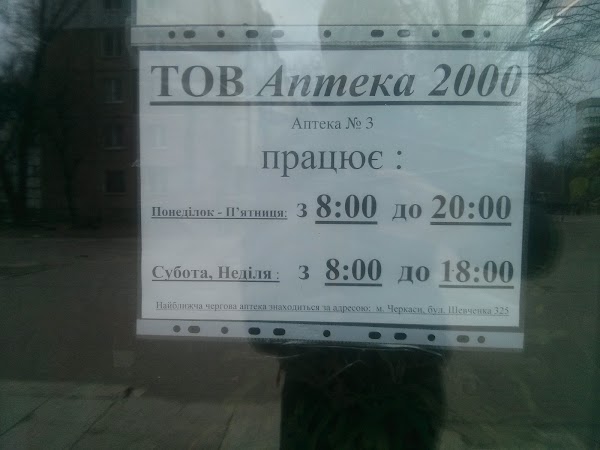 ТОВ Аптека 2000
Аптека № 3
працює :
Понеділок - П'ятниця: з 8:00 до 20:00
Субота, Неділя : з 8:00 до 18:00
Найближча чергова аптека знаходиться за адресою: м. Черкаси, бул. Шевченка 325